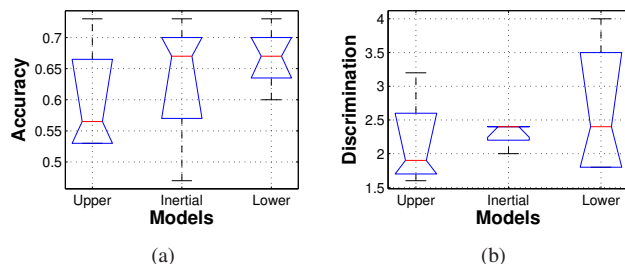 Accuracy
0.7
0.65
0.6
0.55
0.5
Upper Inertial Lower
Models
(a)
Discrimination
4
3.5
3
2.5
2
1.5
Upper Inertial Lower
Models
(b)